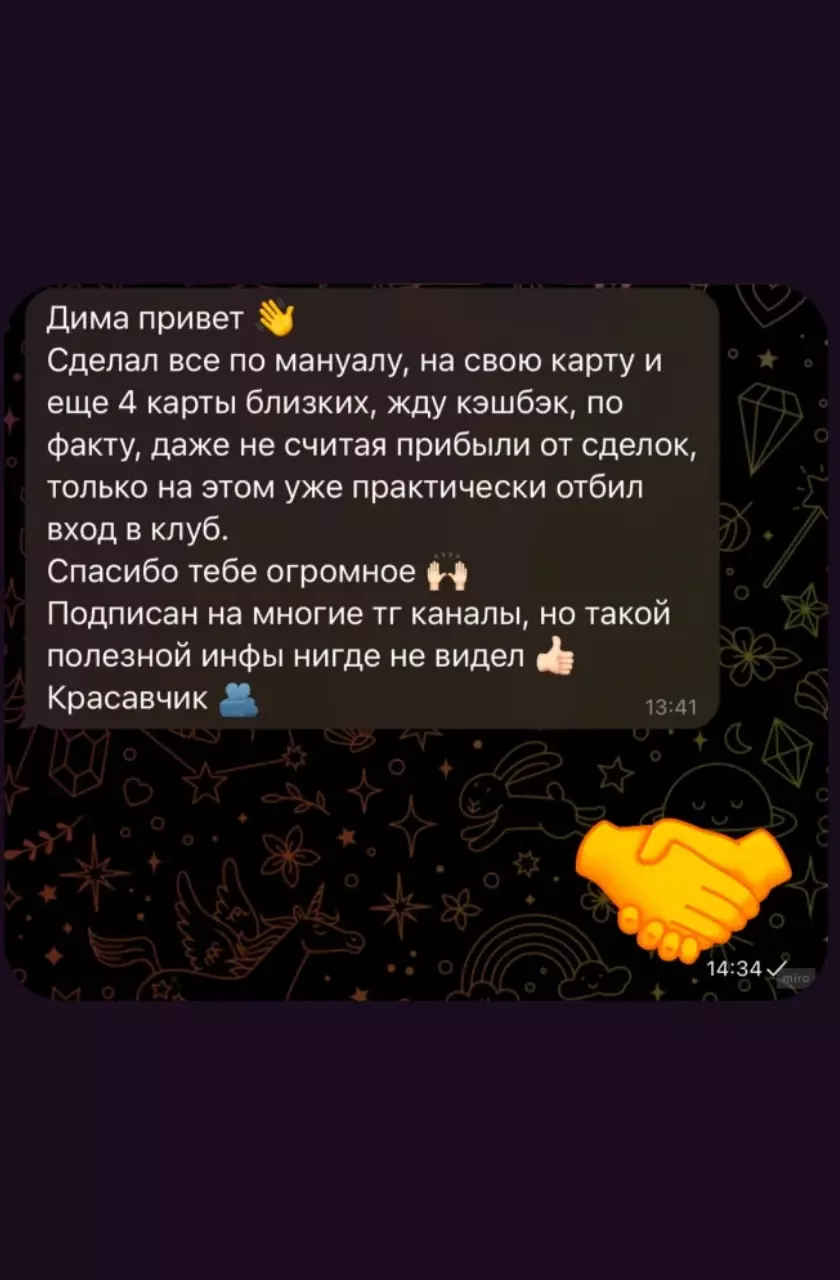 Дима привет 👋
Сделал все по мануалу, на свою карту и
еще 4 карты близких, жду кэшбэк, по
факту, даже не считая прибыли от сделок,
только на этом уже практически отбил
вход в клуб.
Спасибо тебе огромное 🙌🏻
Подписан на многие тг каналы, но такой
полезной инфы нигде не видел 👍🏻
Красавчик 🫂
13:41
14:34
miro